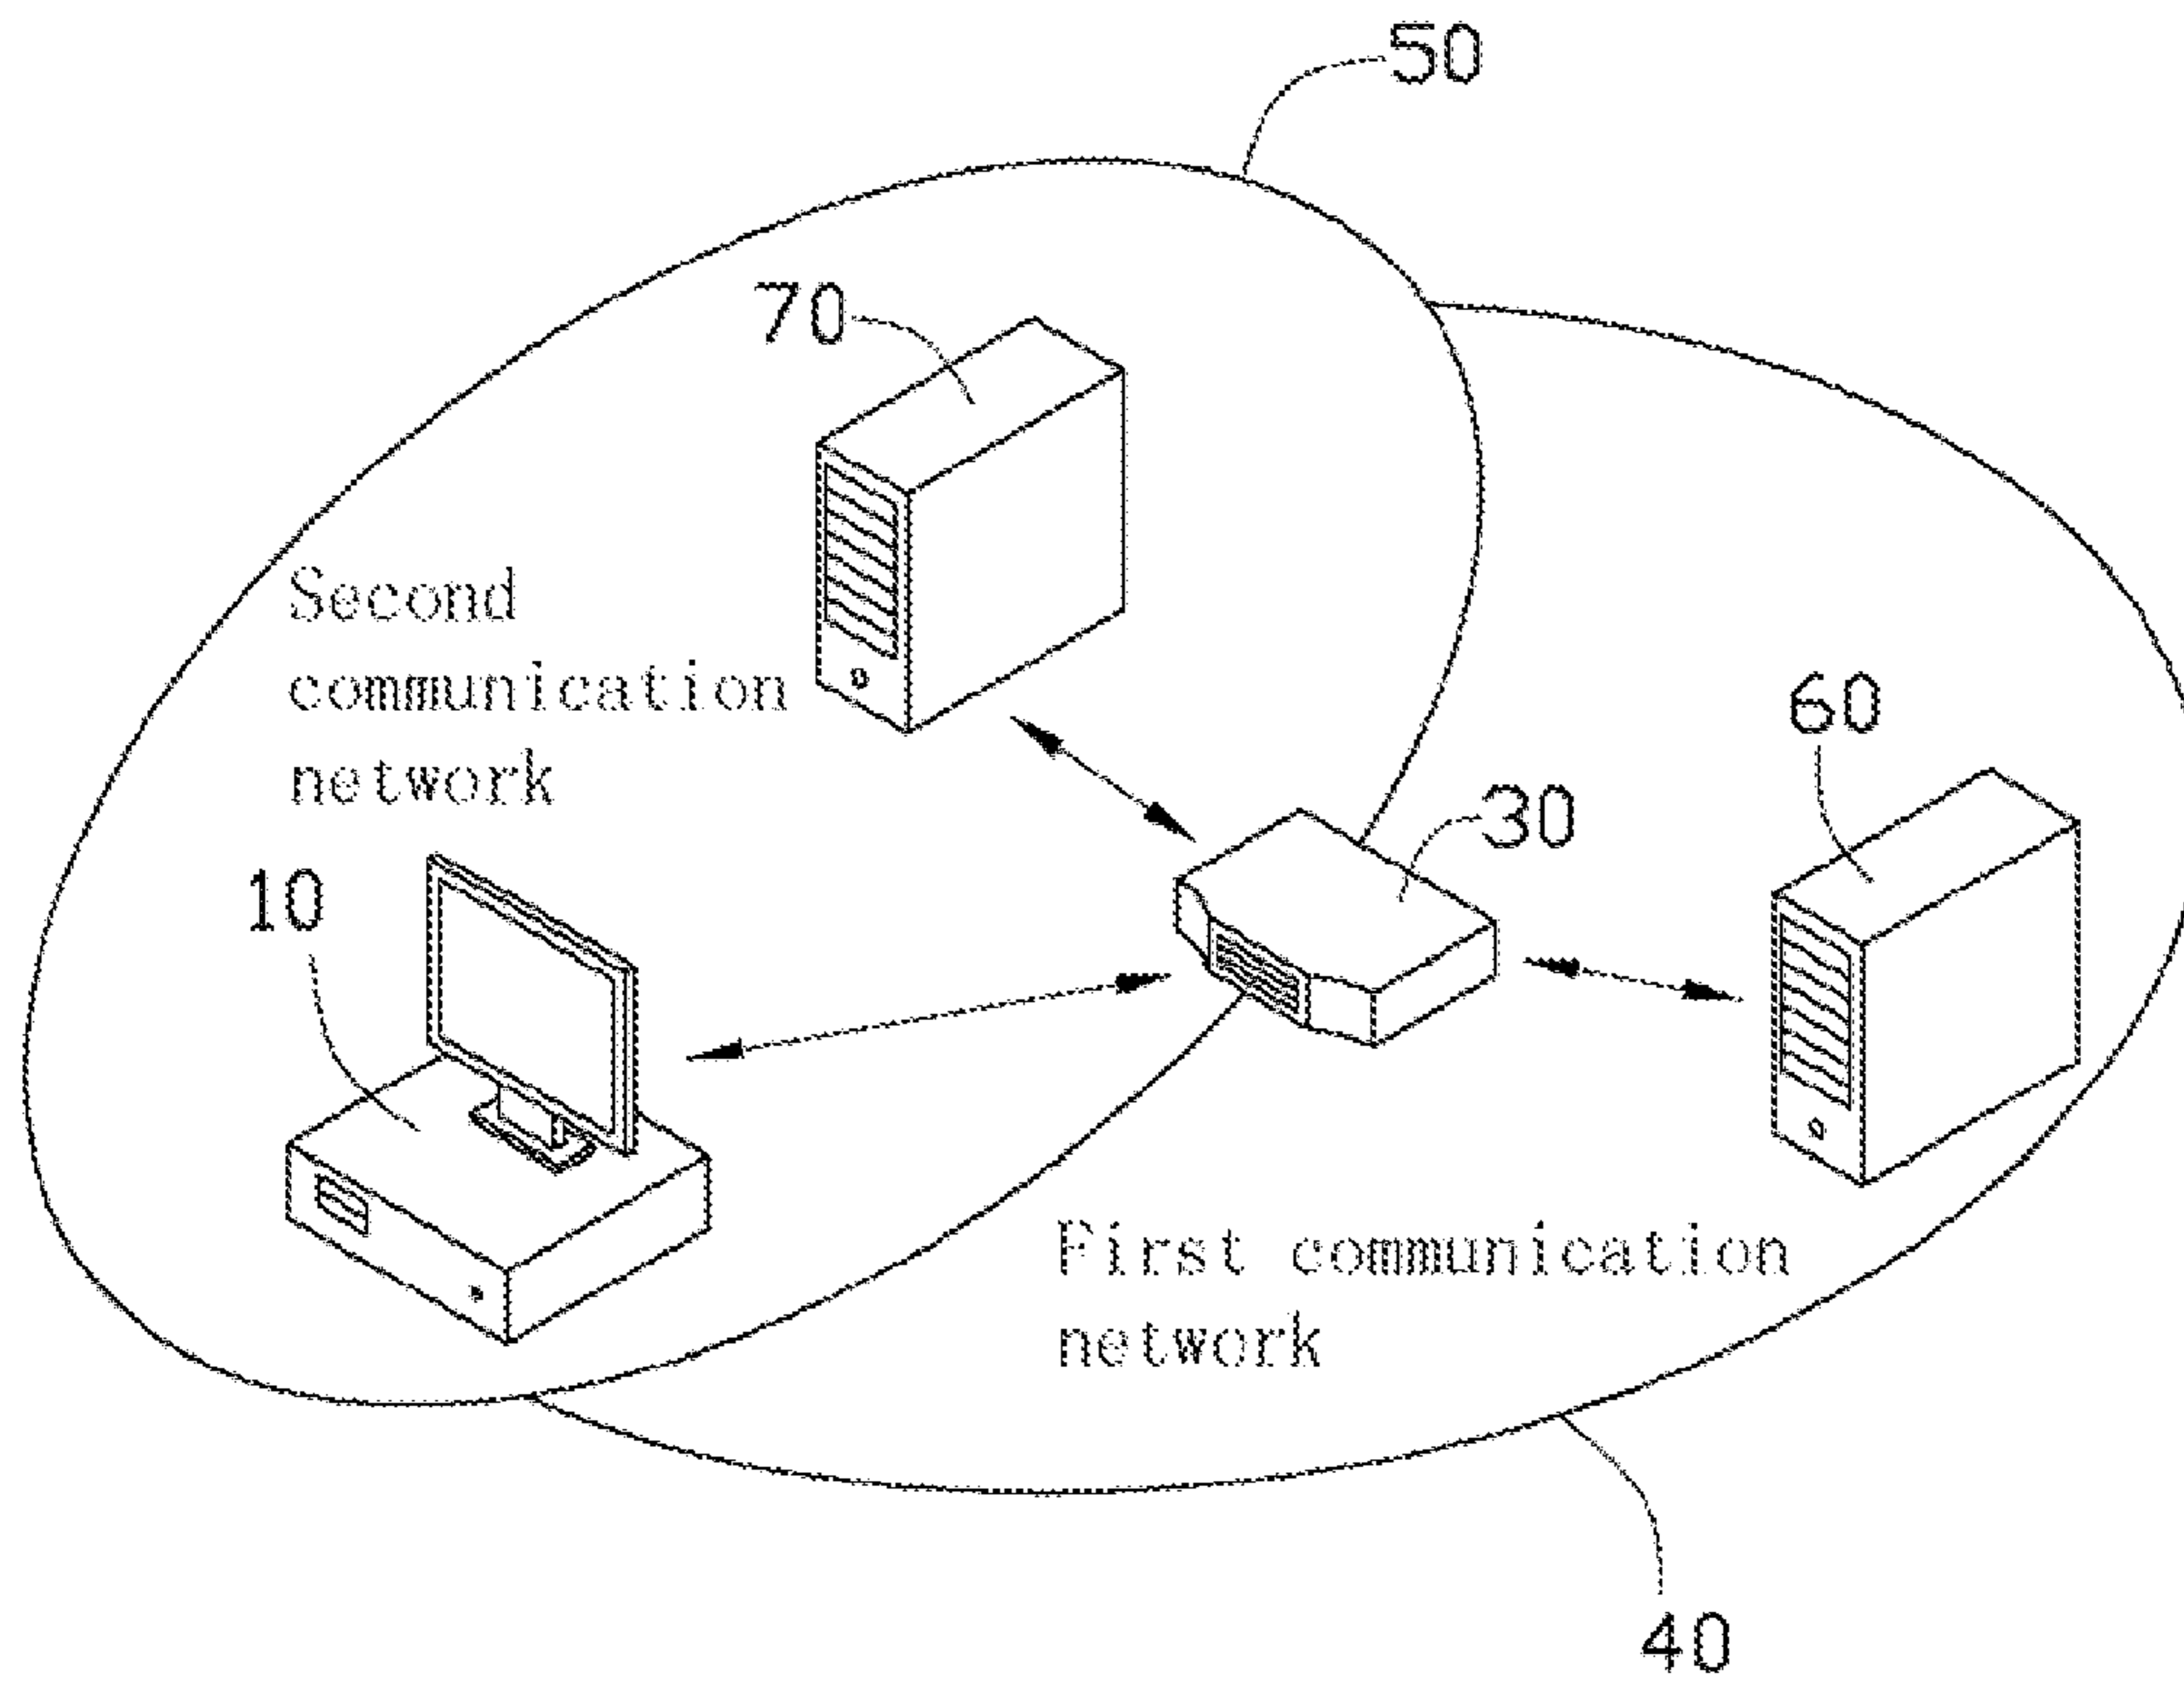 50
70
Second
communication
network
60
30
10
First communication
network
40